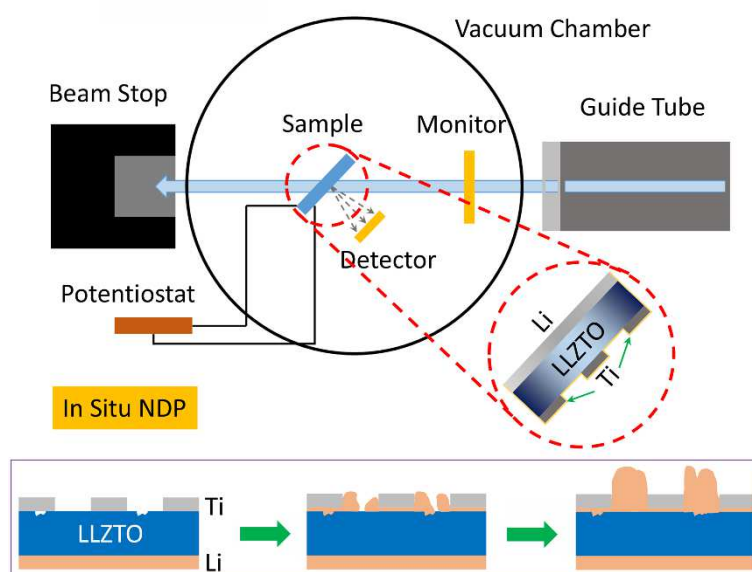 Vacuum Chamber
Beam Stop
Guide Tube
Sample
Monitor
Detector
Potentiostat
Li
LLZTO
Ti
In Situ NDP
Ti
LLZTO
Li